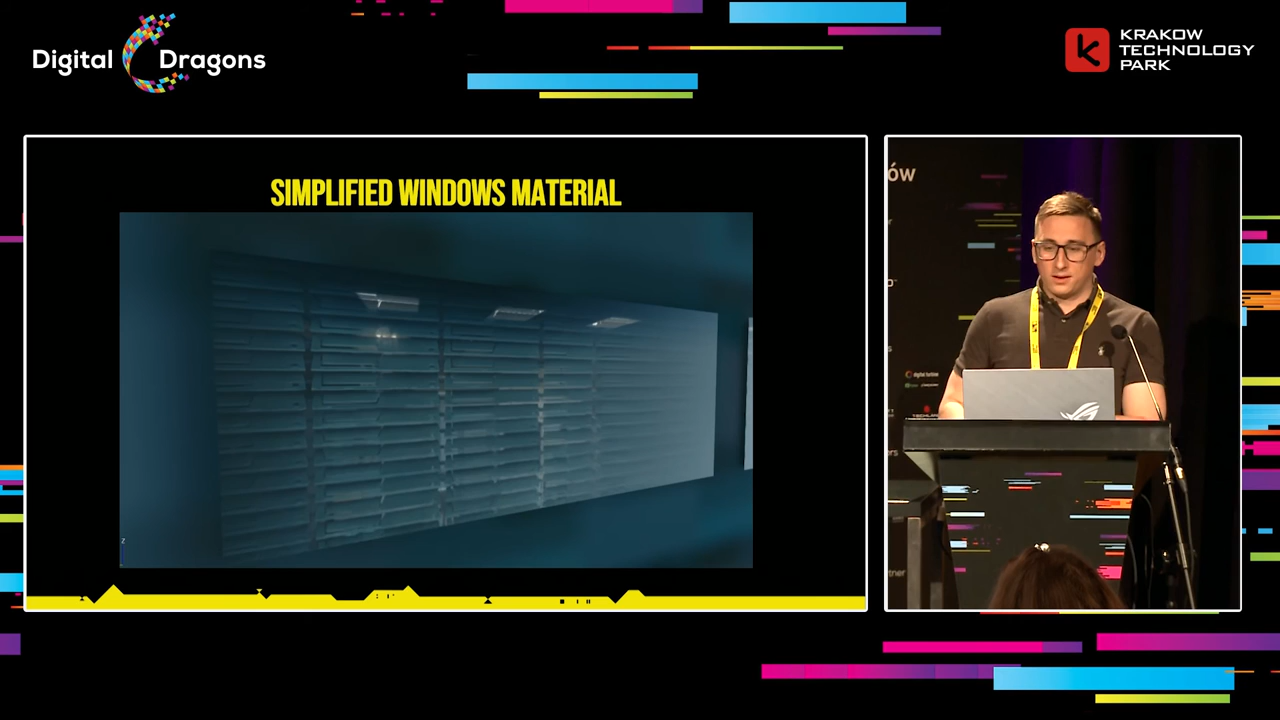 Digital Dragons
KRAKOW
TECHNOLOGY
PARK
SIMPLIFIED WINDOWS MATERIAL
Z
ów